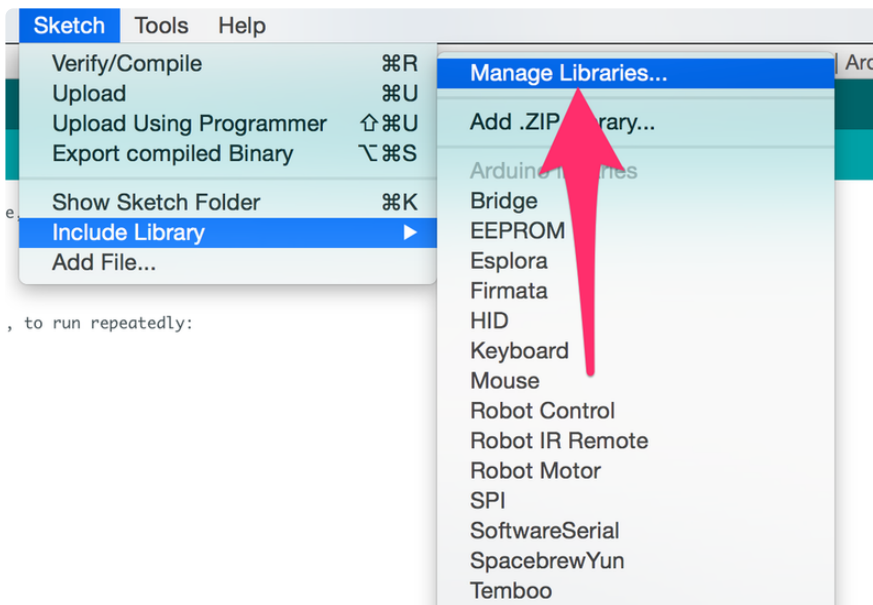 Sketch Tools Help
Verify/Compile ⌘R
Upload ⌘U
Upload Using Programmer ⇧⌘U
Export compiled Binary ⌥⌘S
Show Sketch Folder ⌘K
Include Library ▶
Add File...
, to run repeatedly:
Manage Libraries...
Add .ZIP
Arduino
Bridge
EEPROM
Esplora
Firmata
HID
Keyboard
Mouse
Robot Control
Robot IR Remote
Robot Motor
SPI
SoftwareSerial
SpacebrewYun
Temboo